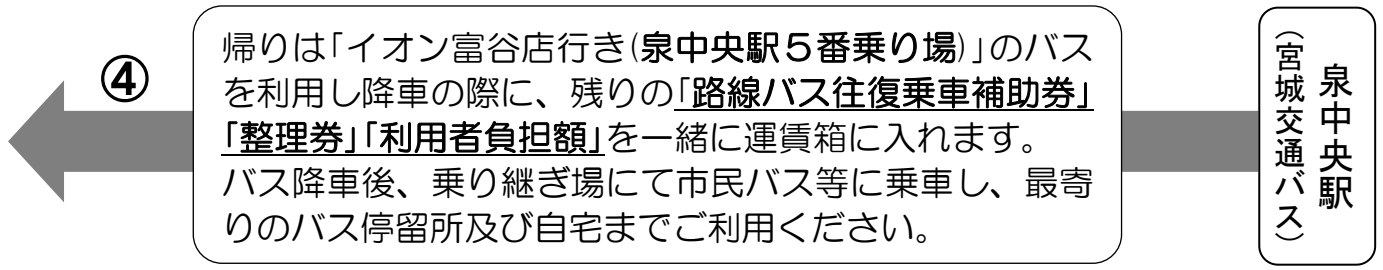 ④
帰りは「イオン富谷店行き(泉中央駅５番乗り場)」のバス
を利用し降車の際に、残りの「路線バス往復乗車補助券」
「整理券」「利用者負担額」を一緒に運賃箱に入れます。
バス降車後、乗り継ぎ場にて市民バス等に乗車し、最寄
りのバス停留所及び自宅までご利用ください。
泉中央駅
（宮城交通バス）